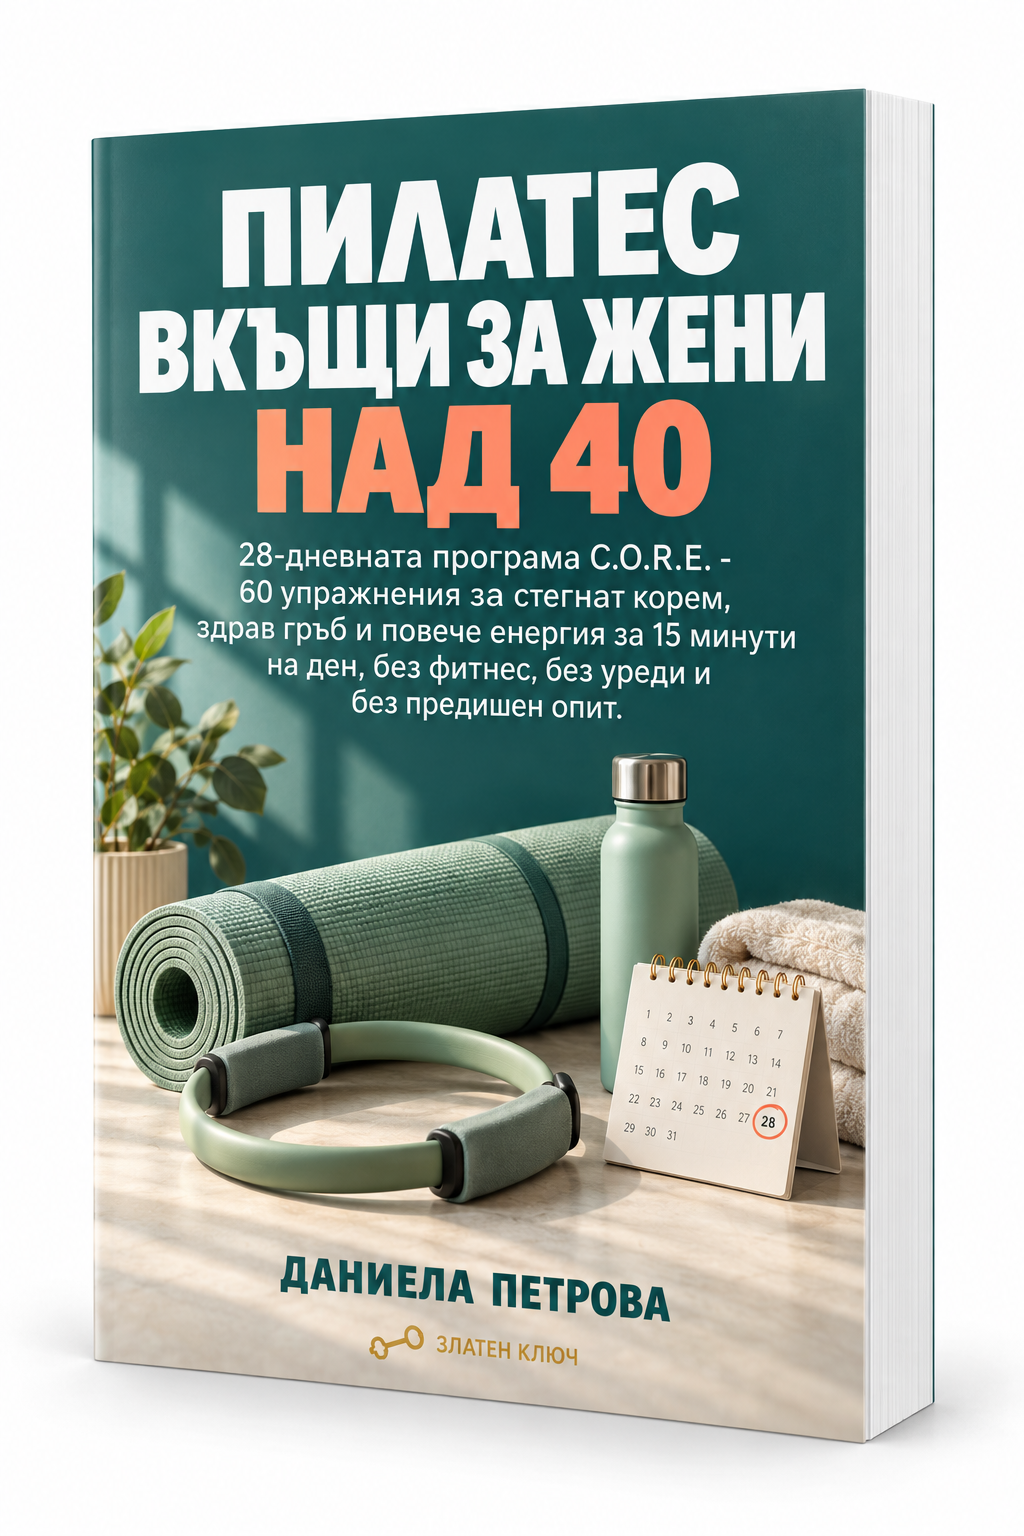 ПИЛАТЕС
ВКЪЩИ ЗА ЖЕНИ
НАД 40
28-дневната програма C.O.R.E. -
60 упражнения за стегнат корем,
здрав гръб и повече енергия за 15 минути
на ден, без фитнес, без уреди и
без предишен опит.
1 2 3 4 5 6 7
8 9 10 11 12 13 14
15 16 17 18 19 20 21
22 23 24 25 26 27 28
29 30 31
ДАНИЕЛА ПЕТРОВА
ЗЛАТЕН КЛЮЧ